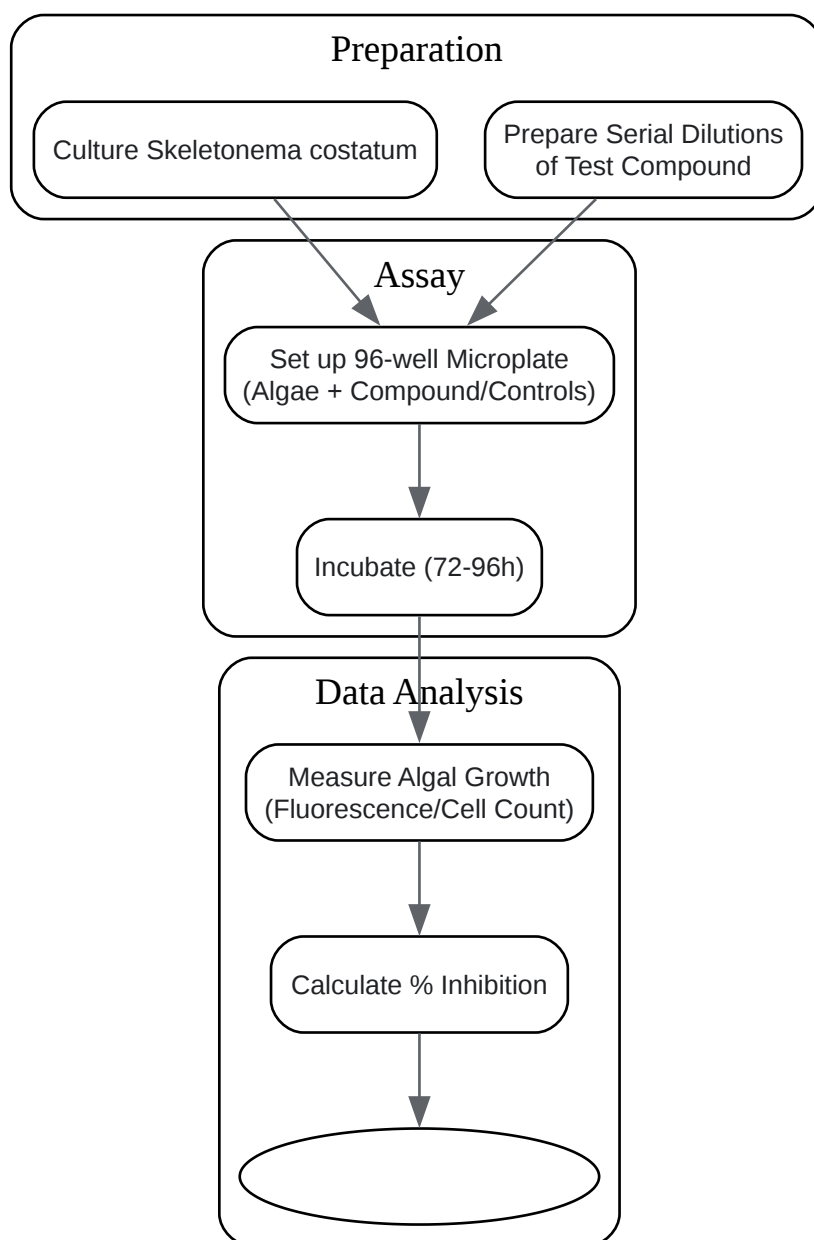 Preparation
Culture Skeletonema costatum
Prepare Serial Dilutions
of Test Compound
Assay
Set up 96-well Microplate
(Algae + Compound/Controls)
Incubate (72-96h)
Data Analysis
Measure Algal Growth
(Fluorescence/Cell Count)
Calculate % Inhibition